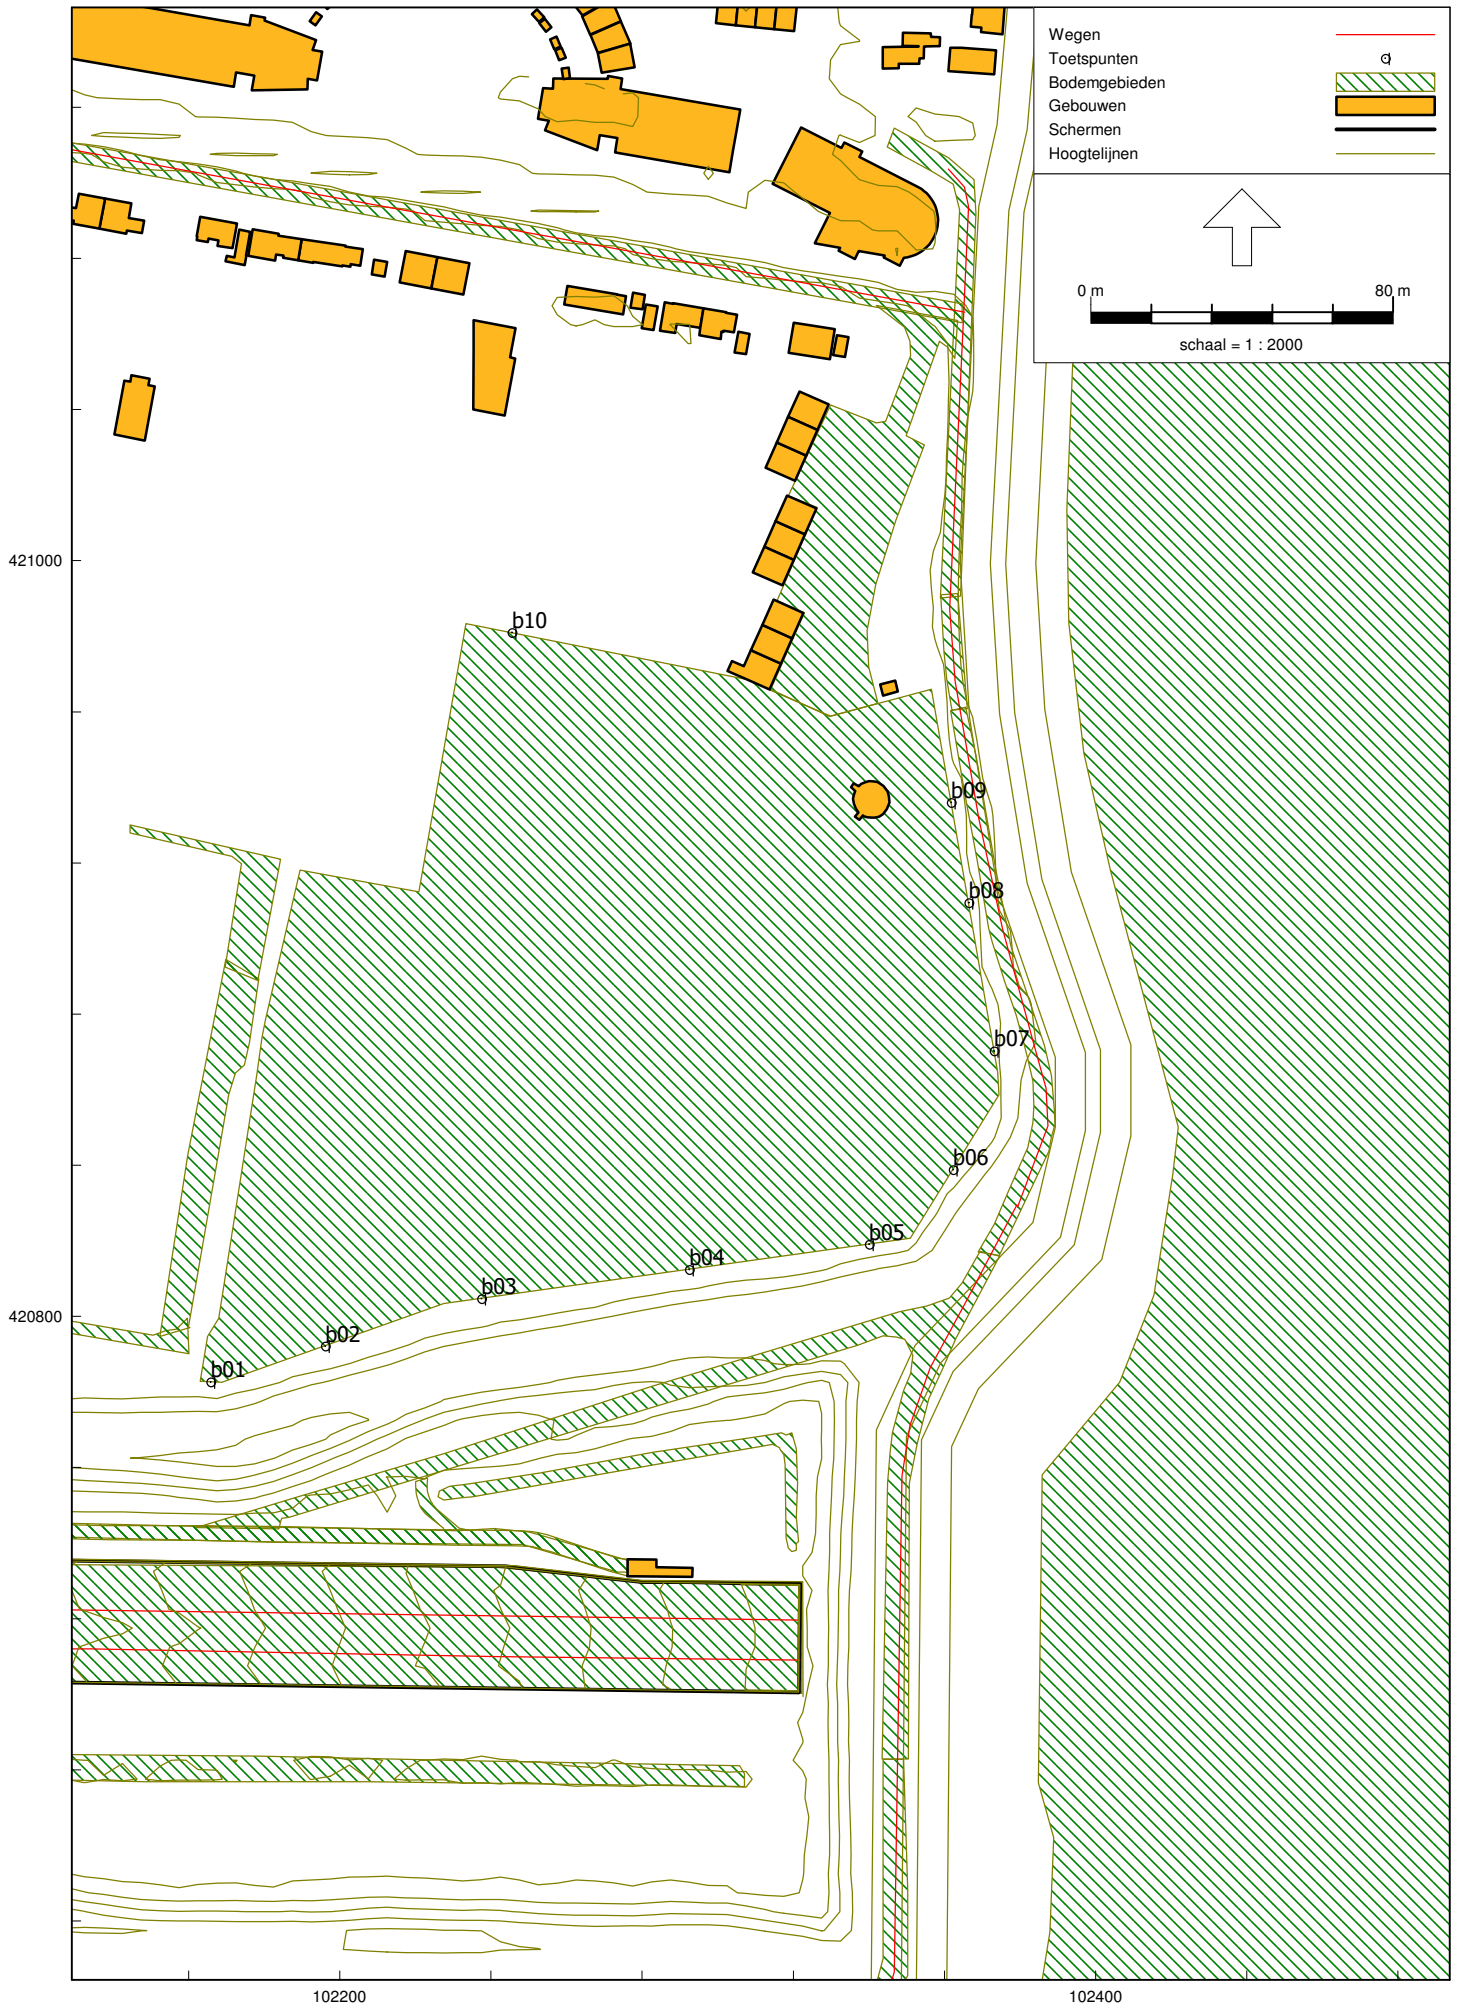 Wegen
Toetspunten
Bodemgebieden
Gebouwen
Schermen
Hoogtelijnen
0 m 80 m
schaal = 1 : 2000
421000
b10
b09
b08
b07
b06
b05
b04
b03
420800
b02
b01
102200 102400